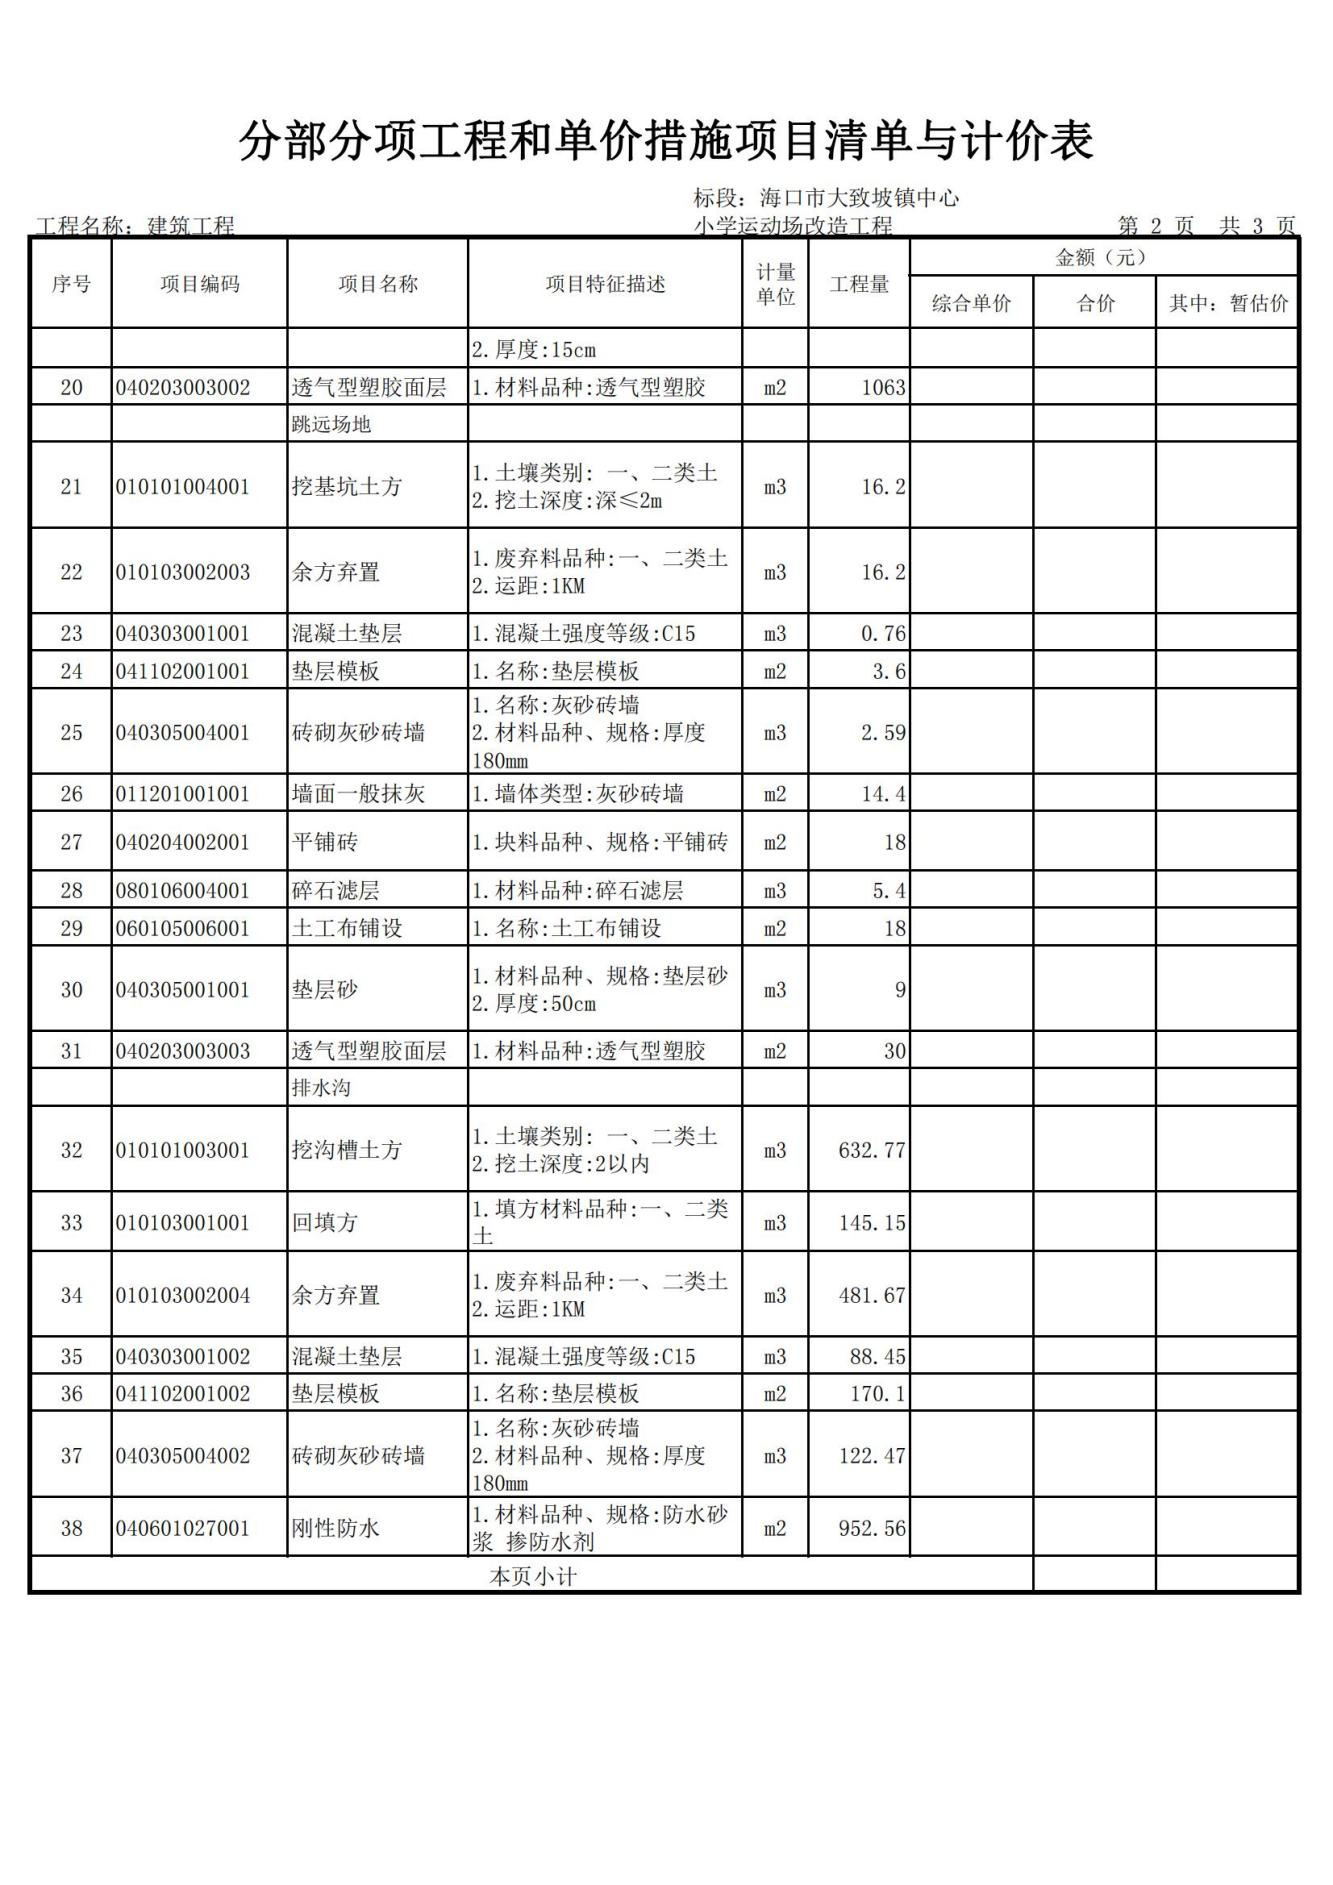 分部分项工程和单价措施项目清单与计价表
标段：海口市大致坡镇中心
工程名称：建筑工程 小学运动场改造工程 第 2 页 共 3 页
序号 项目编码 项目名称 项目特征描述 计量单位 工程量 金额（元）
综合单价 合价 其中：暂估价
2.厚度:15cm
20 040203003002 透气型塑胶面层 1.材料品种:透气型塑胶 m2 1063
跳远场地
21 010101004001 挖基坑土方 1.土壤类别: 一、二类土
2.挖土深度:深≤2m m3 16.2
22 010103002003 余方弃置 1.废弃料品种:一、二类土
2.运距:1KM m3 16.2
23 040303001001 混凝土垫层 1.混凝土强度等级:C15 m3 0.76
24 041102001001 垫层模板 1.名称:垫层模板 m2 3.6
25 040305004001 砖砌灰砂砖墙 1.名称:灰砂砖墙
2.材料品种、规格:厚度
180mm m3 2.59
26 011201001001 墙面一般抹灰 1.墙体类型:灰砂砖墙 m2 14.4
27 040204002001 平铺砖 1.块料品种、规格:平铺砖 m2 18
28 080106004001 碎石滤层 1.材料品种:碎石滤层 m3 5.4
29 060105006001 土工布铺设 1.名称:土工布铺设 m2 18
30 040305001001 垫层砂 1.材料品种、规格:垫层砂
2.厚度:50cm m3 9
31 040203003003 透气型塑胶面层 1.材料品种:透气型塑胶 m2 30
排水沟
32 010101003001 挖沟槽土方 1.土壤类别: 一、二类土
2.挖土深度:2以内 m3 632.77
33 010103001001 回填方 1.填方材料品种:一、二类
土 m3 145.15
34 010103002004 余方弃置 1.废弃料品种:一、二类土
2.运距:1KM m3 481.67
35 040303001002 混凝土垫层 1.混凝土强度等级:C15 m3 88.45
36 041102001002 垫层模板 1.名称:垫层模板 m2 170.1
37 040305004002 砖砌灰砂砖墙 1.名称:灰砂砖墙
2.材料品种、规格:厚度
180mm m3 122.47
38 040601027001 刚性防水 1.材料品种、规格:防水砂
浆 掺防水剂 m2 952.56
本页小计